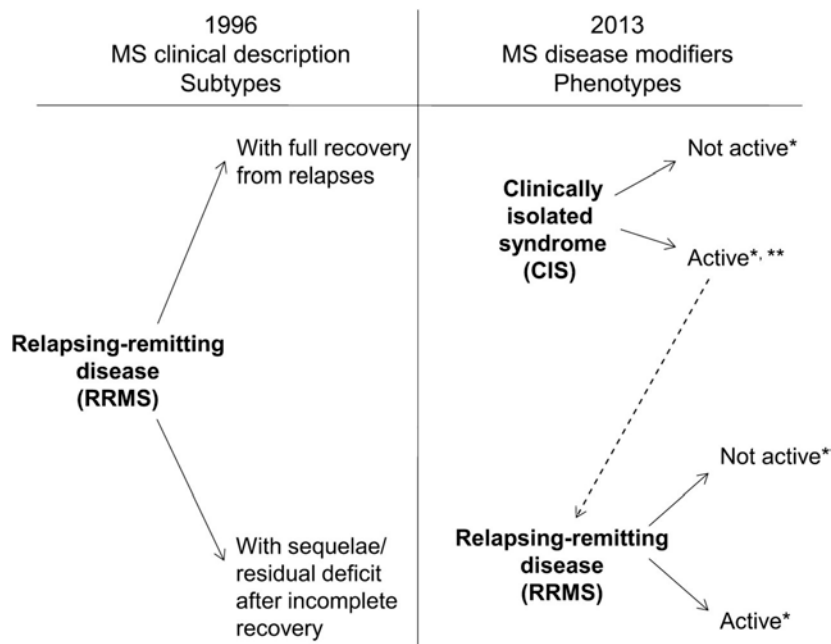 1996
MS clinical description
Subtypes
2013
MS disease modifiers
Phenotypes
With full recovery
from relapses
Relapsing-remitting
disease
(RRMS)
With sequelae/
residual deficit
after incomplete
recovery
Not active*
Clinically
isolated
syndrome
(CIS)
Active*, **
Not active*
Relapsing-remitting
disease
(RRMS)
Active*